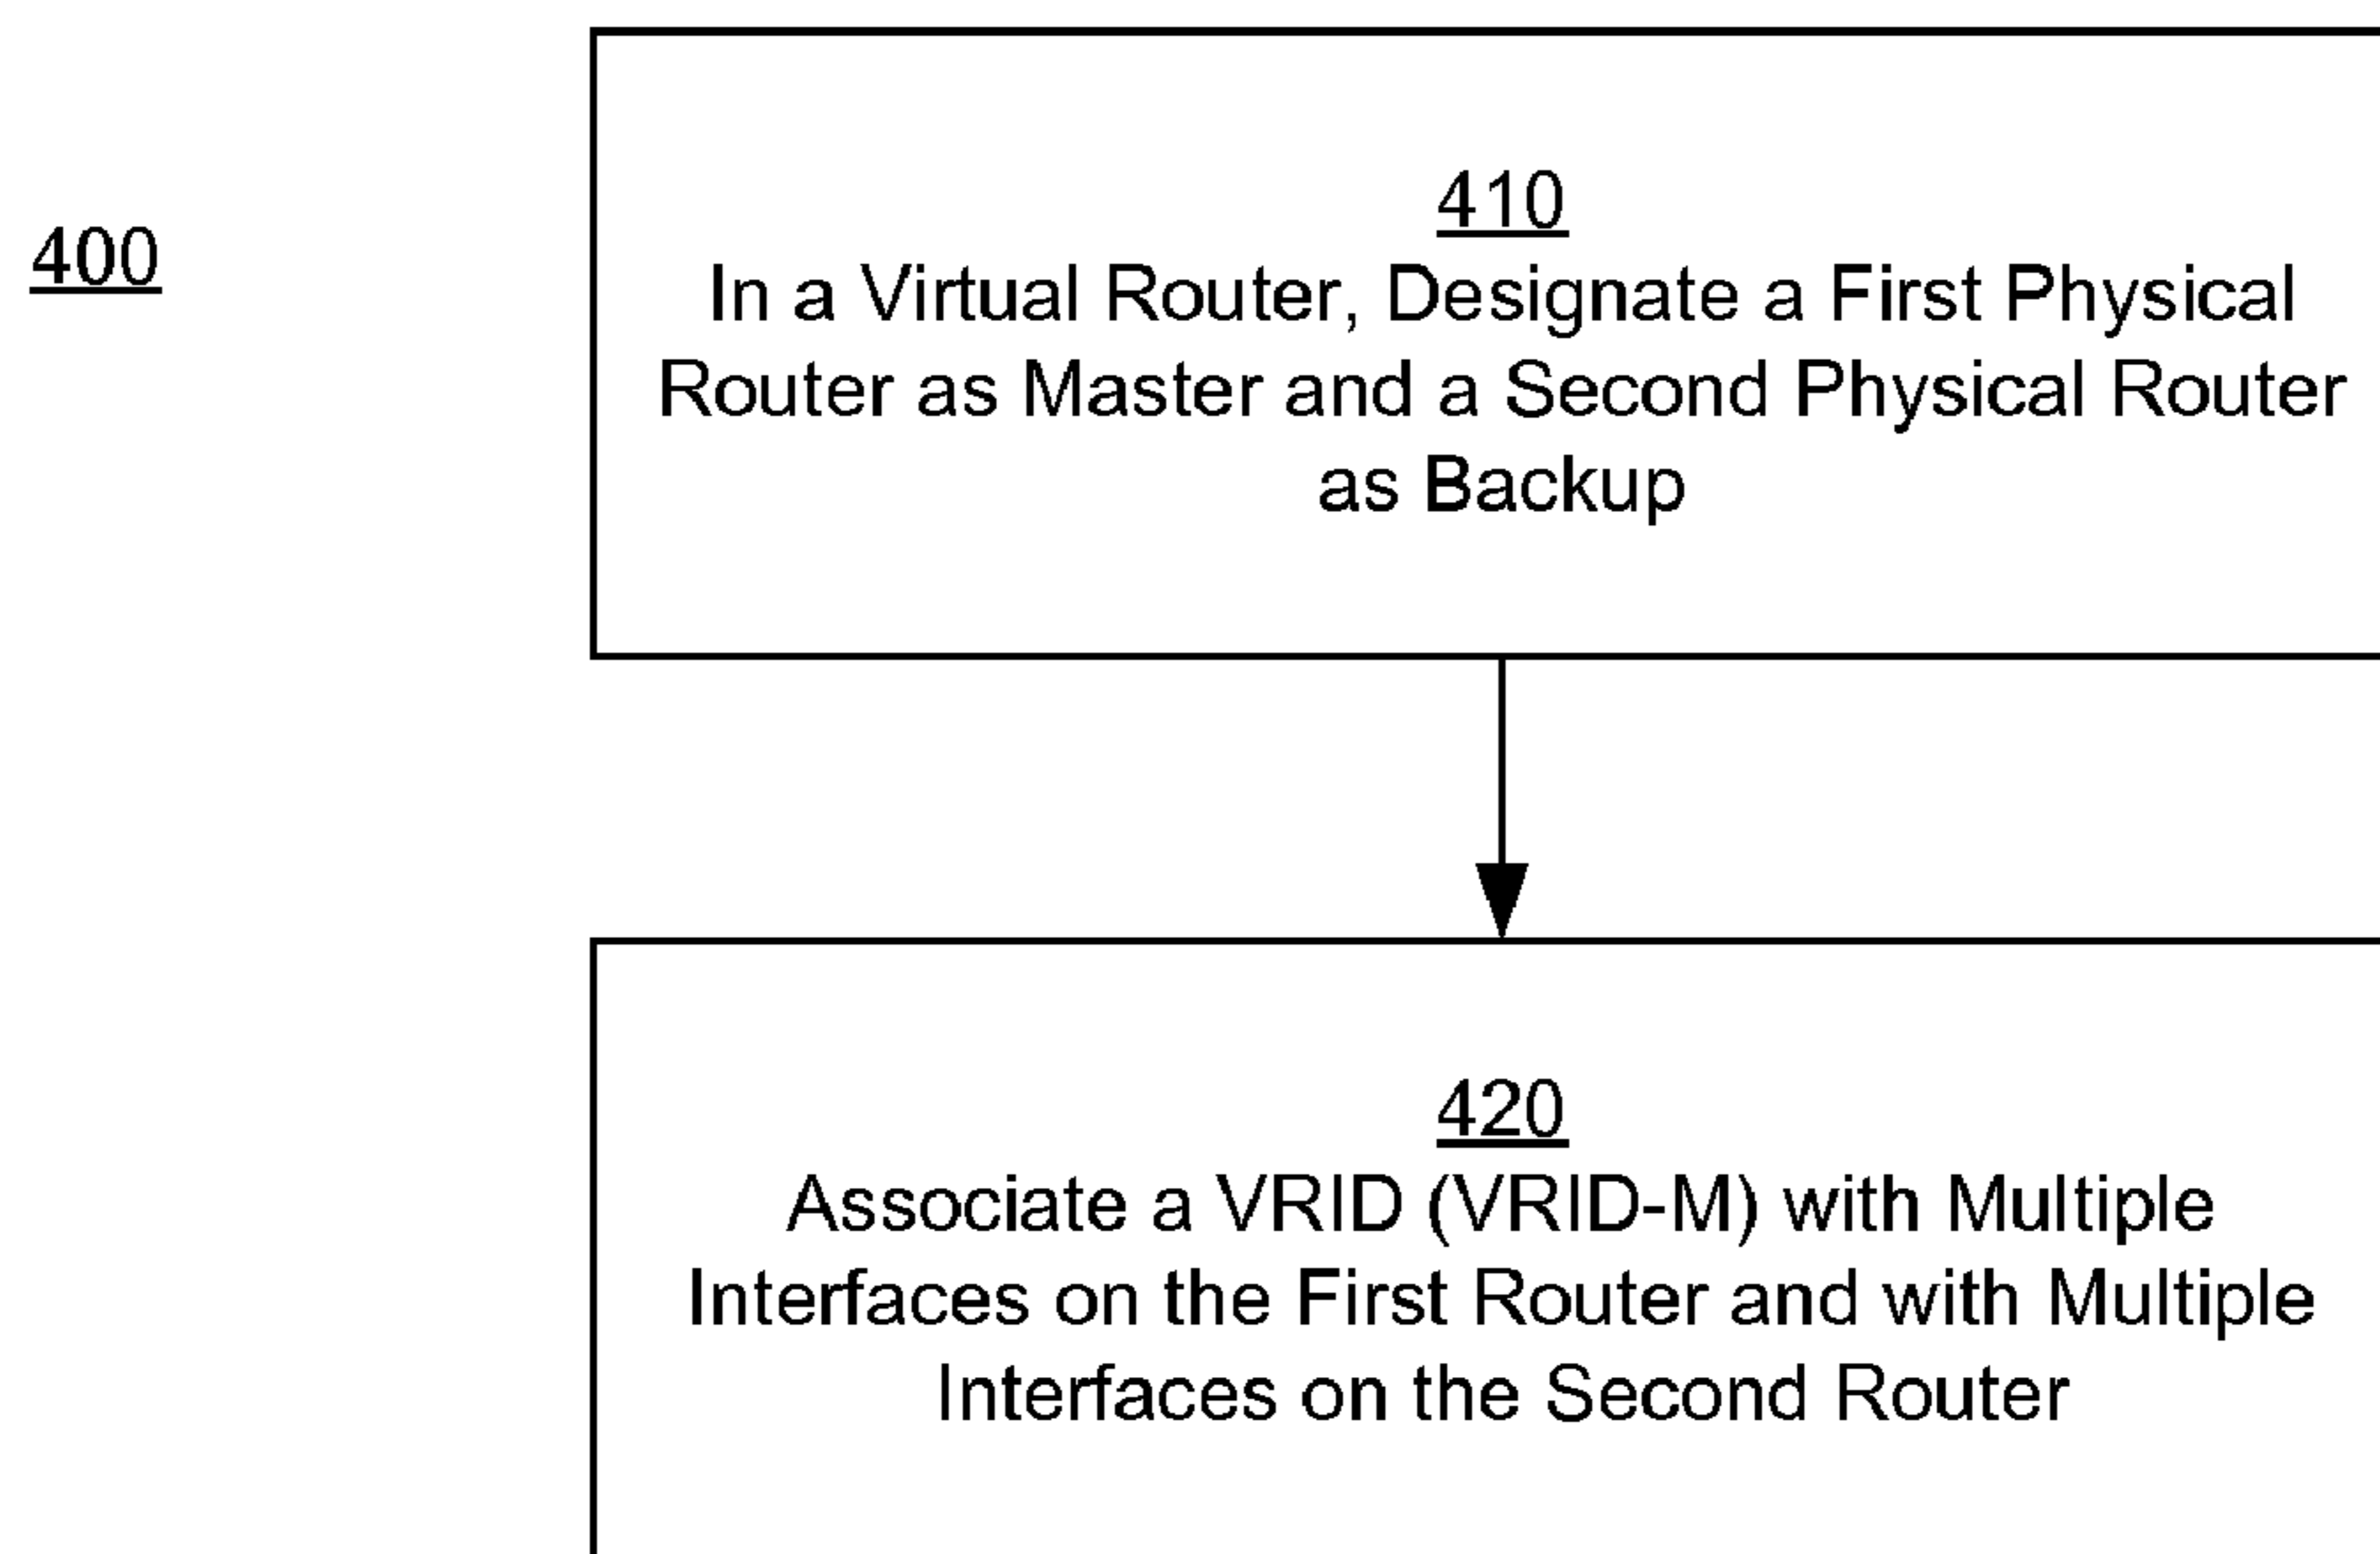 400
410
In a Virtual Router, Designate a First Physical
Router as Master and a Second Physical Router
as Backup
420
Associate a VRID (VRID-M) with Multiple
Interfaces on the First Router and with Multiple
Interfaces on the Second Router